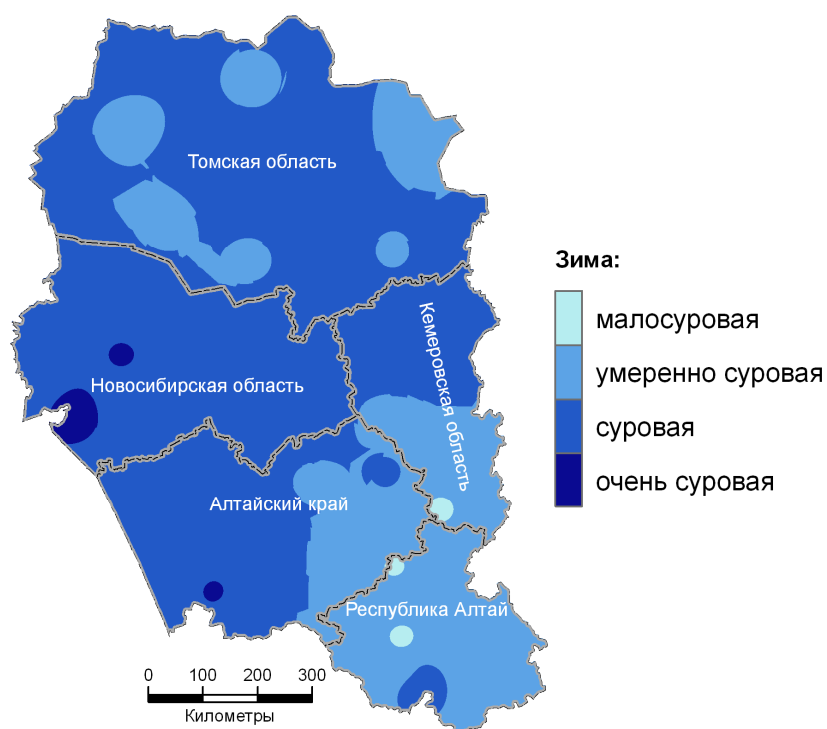 Томская область
Кемеровская область
Новосибирская область
Алтайский край
Республика Алтай
Зима:
малосуровая
умеренно суровая
суровая
очень суровая
0 100 200 300
Километры